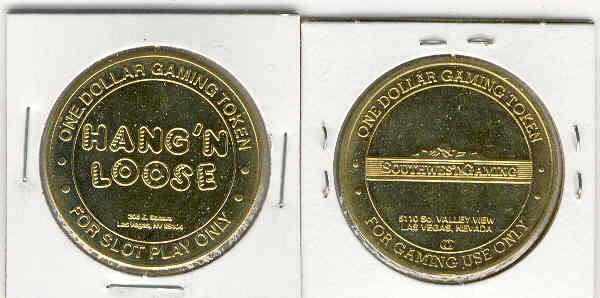 ONE DOLLAR GAMING TOKEN
HANG'N
LOOSE
Las Vegas, NV
FOR SLOT PLAY ONLY
ONE DOLLAR GAMING TOKEN
SOUTHWEST GAMING
5110 SO. VALLEY VIEW
LAS VEGAS, NEVADA
FOR GAMING USE ONLY